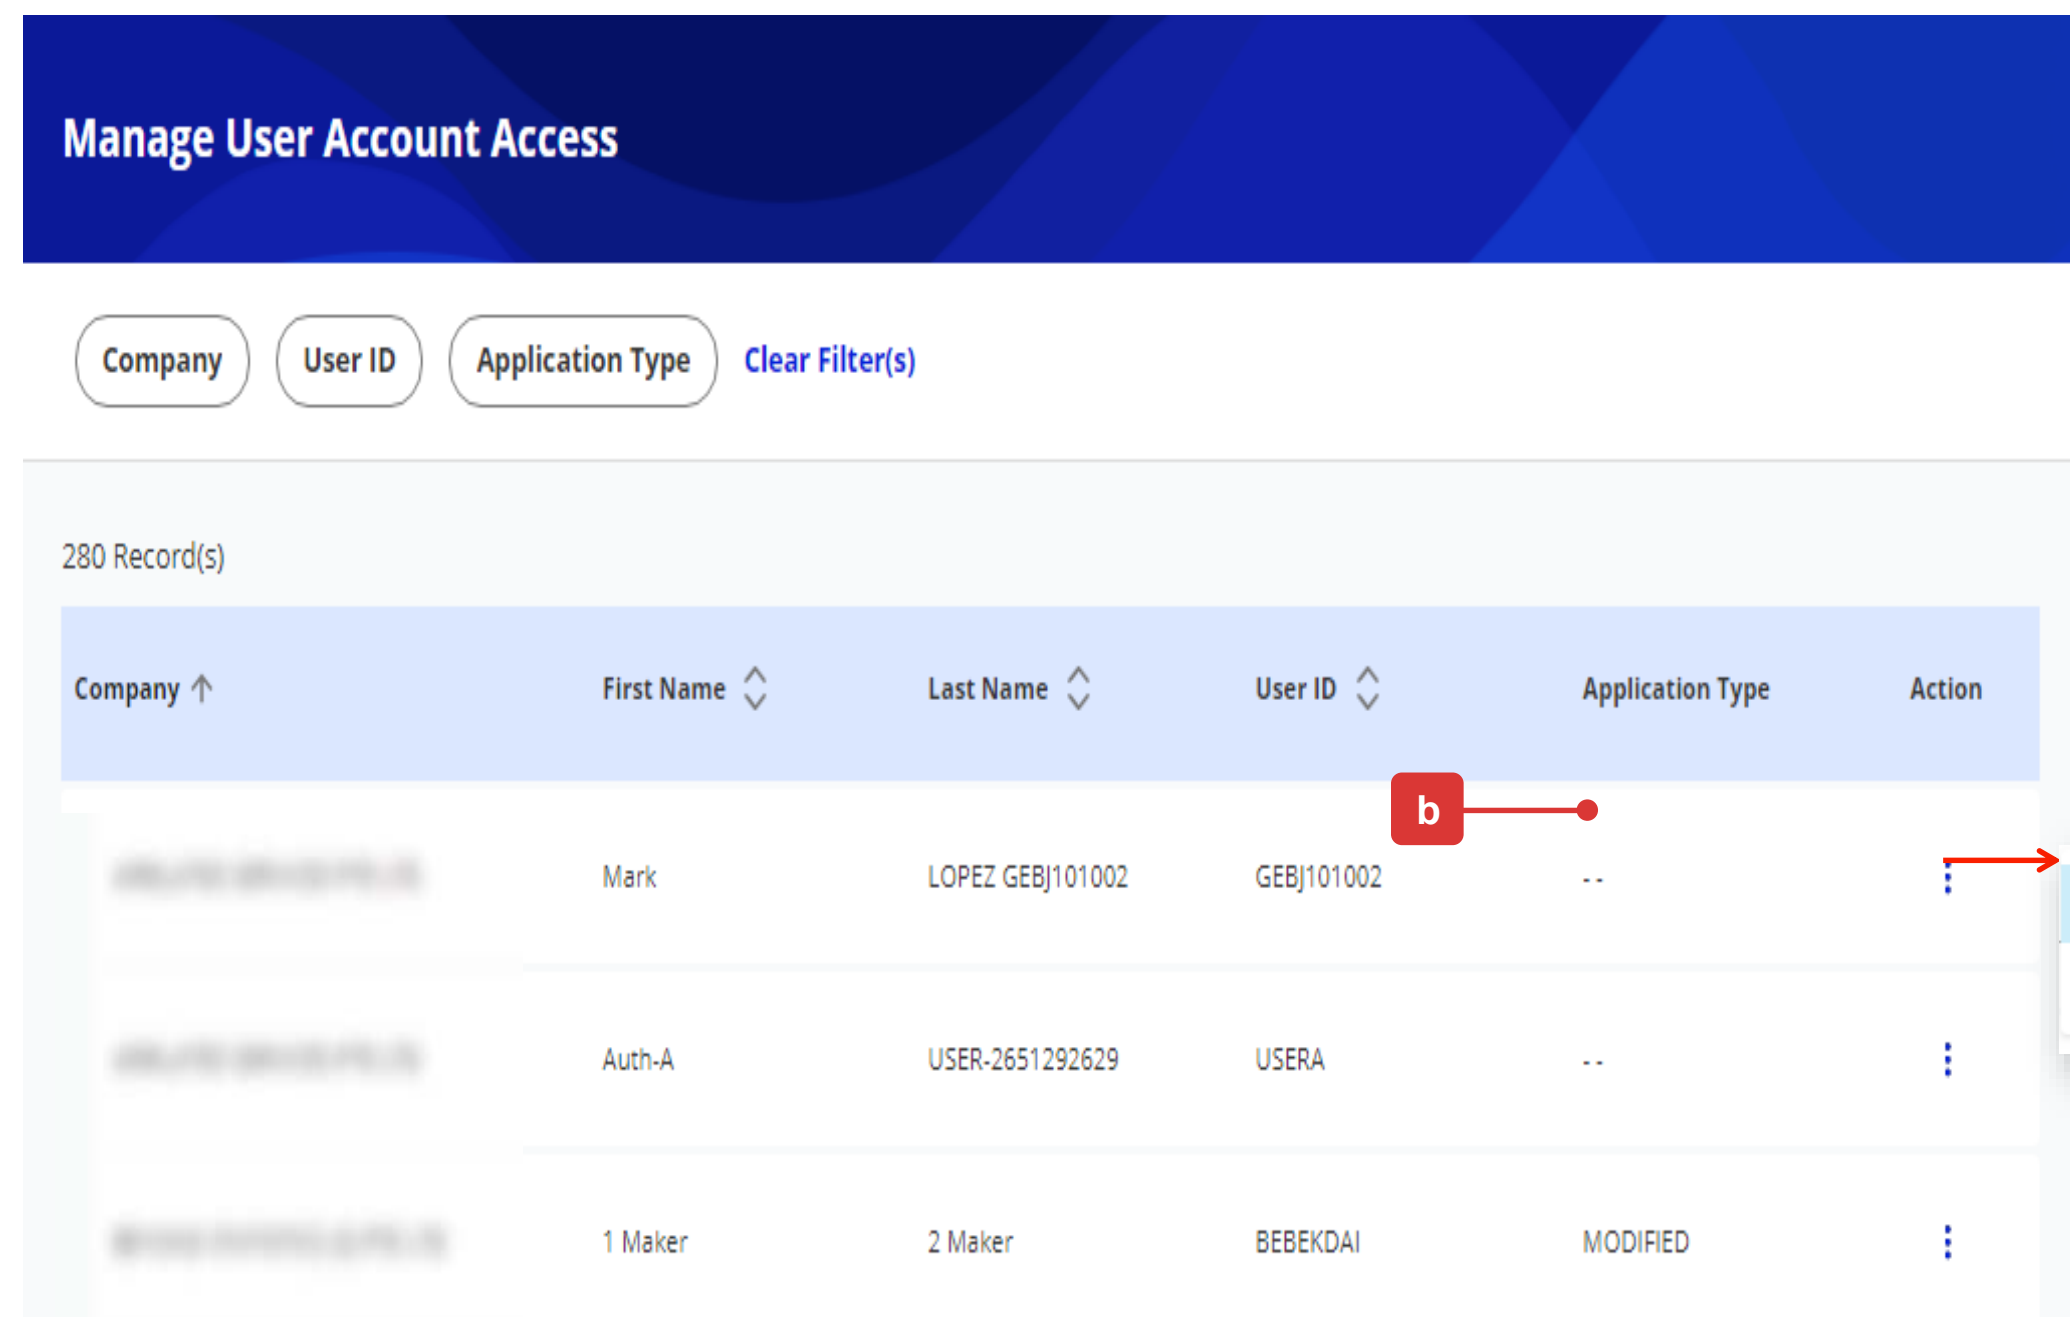 Manage User Account Access
Company User ID Application Type Clear Filter(s)
280 Record(s)
Company First Name Last Name User ID Application Type Action
b
Mark LOPEZ GEBJ101002 GEBJ101002 --
Auth-A USER-2651292629 USERA --
1 Maker 2 Maker BEBEKDAI MODIFIED